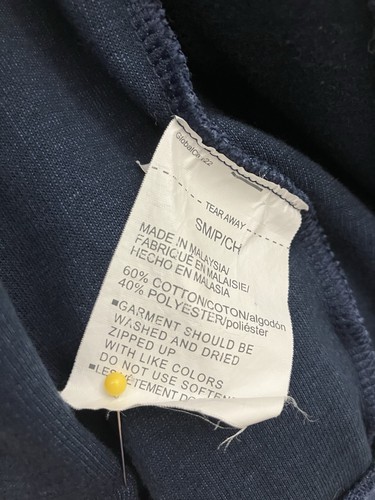 TEAR AWAY
SM/P/CH
MADE IN MALAYSIA/
FABRIQUÉ EN MALAISIE/
HECHO EN MALASIA
60% COTTON/COTON/algodón
40% POLYESTER/poliéster
■GARMENT SHOULD BE
WASHED AND DRIED
ZIPPED UP
WITH LIKE COLORS
DO NOT USE SOFTEN